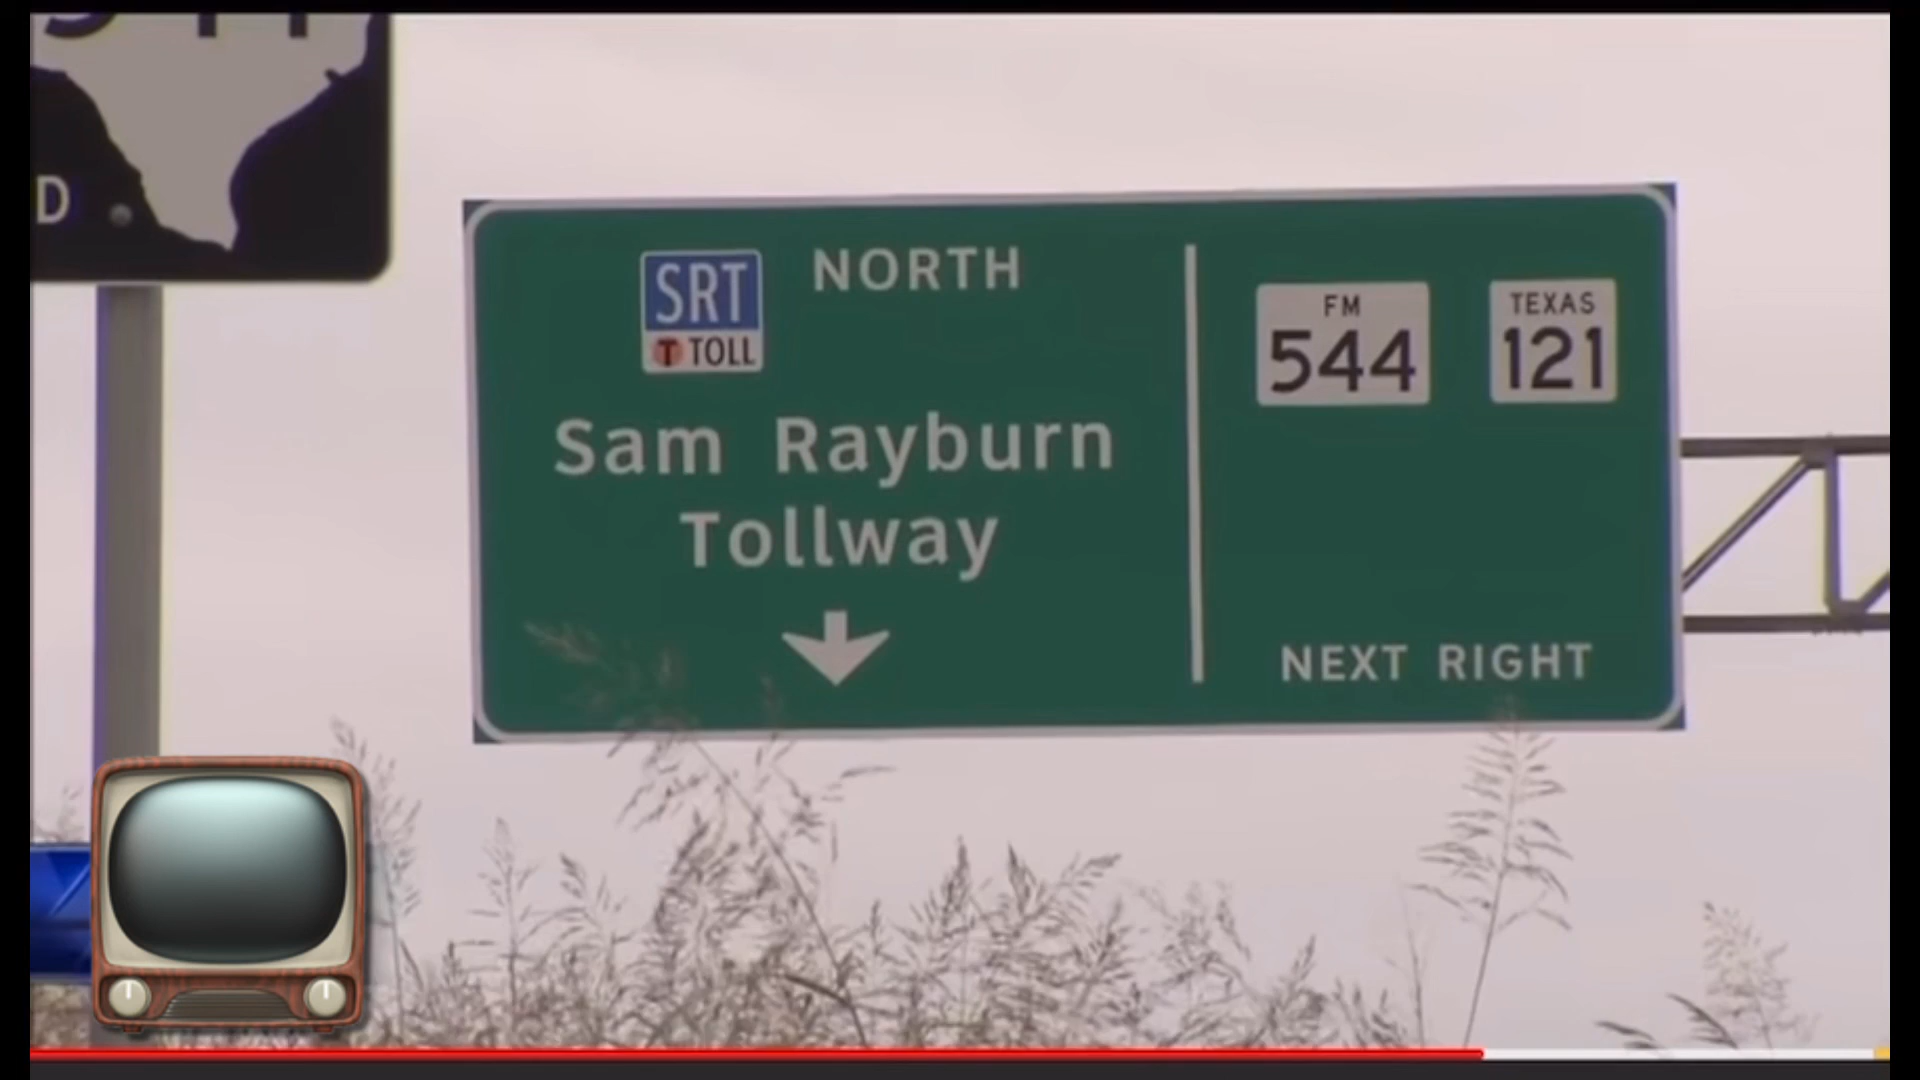 D
SRT
T TOLL
NORTH
Sam Rayburn
Tollway
FM
544
TEXAS
121
NEXT RIGHT